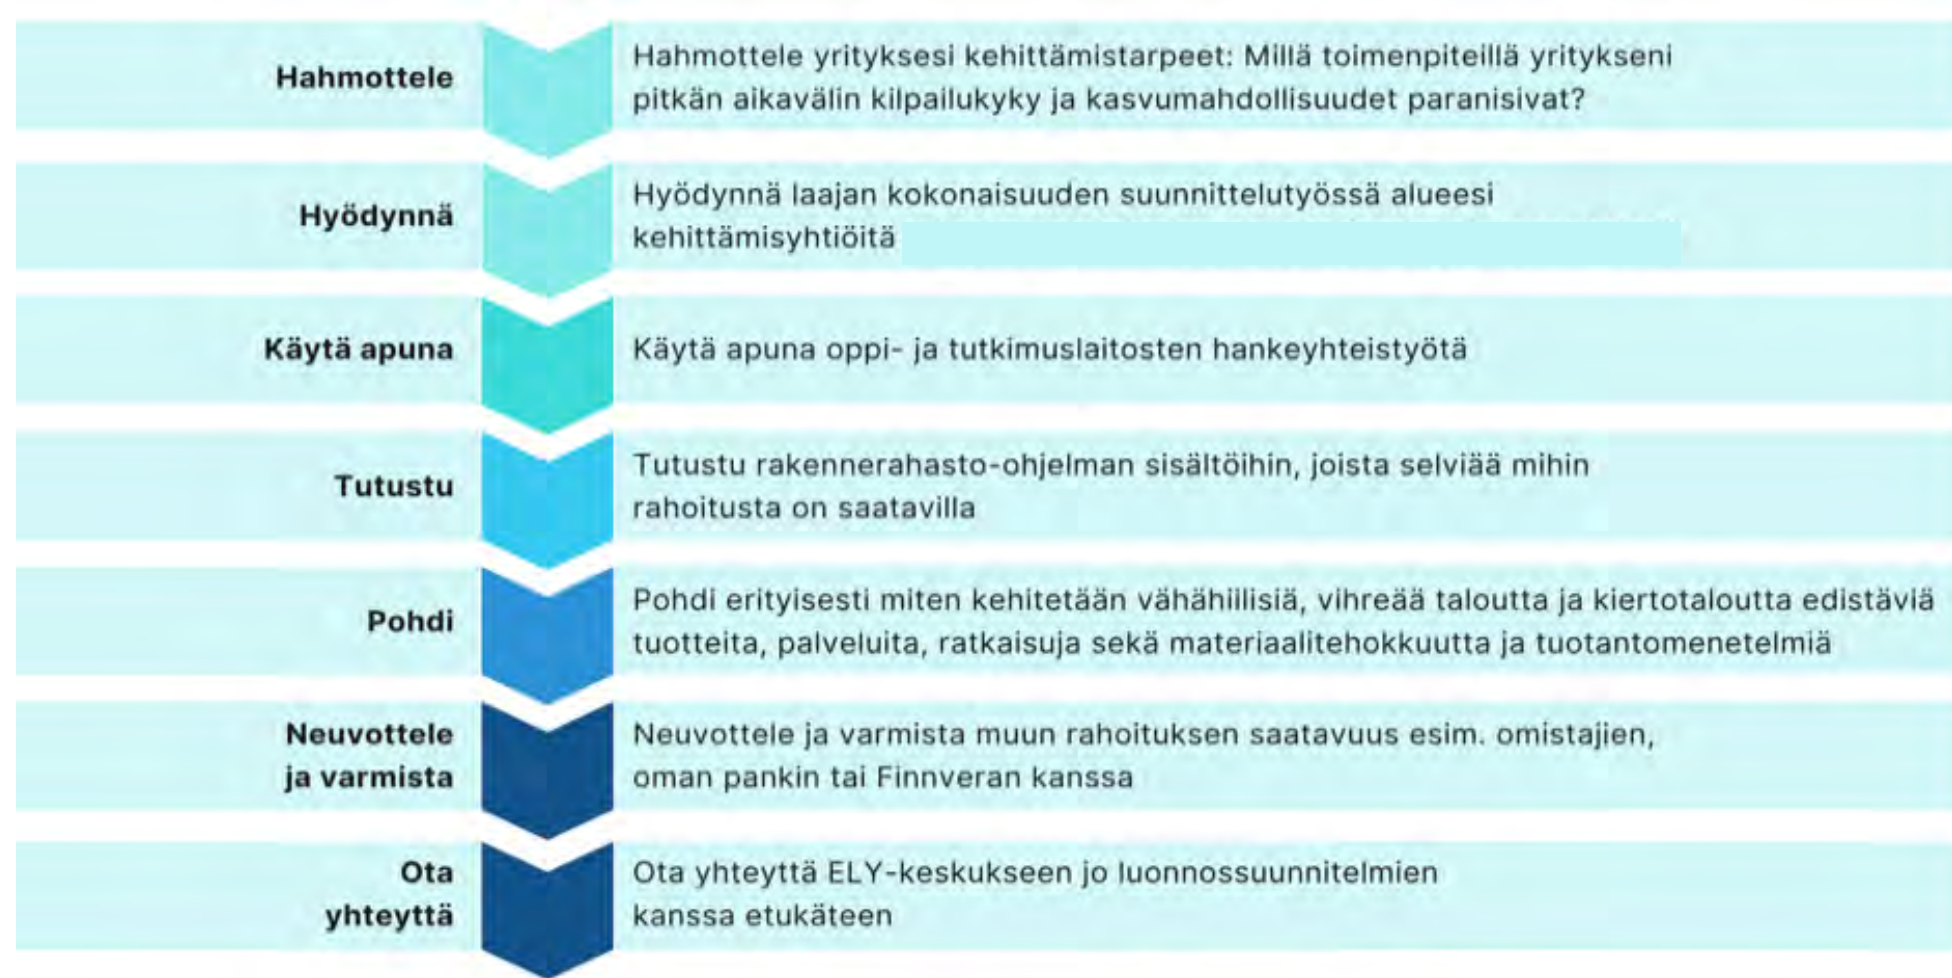 Hahmottele
Hahmottele yrityksesi kehittämistarpeet: Millä toimenpiteillä yritykseni
pitkän aikavälin kilpailukyky ja kasvumahdollisuudet paranisivat?
Hyödynnä
Hyödynnä laajan kokonaisuuden suunnittelutyössä alueesi
kehittämisyhtiöitä
Käytä apuna
Käytä apuna oppi- ja tutkimuslaitosten hankeyhteistyötä
Tutustu
Tutustu rakennerahasto-ohjelman sisältöihin, joista selviää mihin
rahoitusta on saatavilla
Pohdi
Pohdi erityisesti miten kehitetään vähähiilisiä, vihreää taloutta ja kiertotaloutta edistäviä
tuotteita, palveluita, ratkaisuja sekä materiaalitehokkuutta ja tuotantomenetelmiä
Neuvottele
ja varmista
Neuvottele ja varmista muun rahoituksen saatavuus esim. omistajien,
oman pankin tai Finnveran kanssa
Ota
yhteyttä
Ota yhteyttä ELY-keskukseen jo luonnossuunnitelmien
kanssa etukäteen